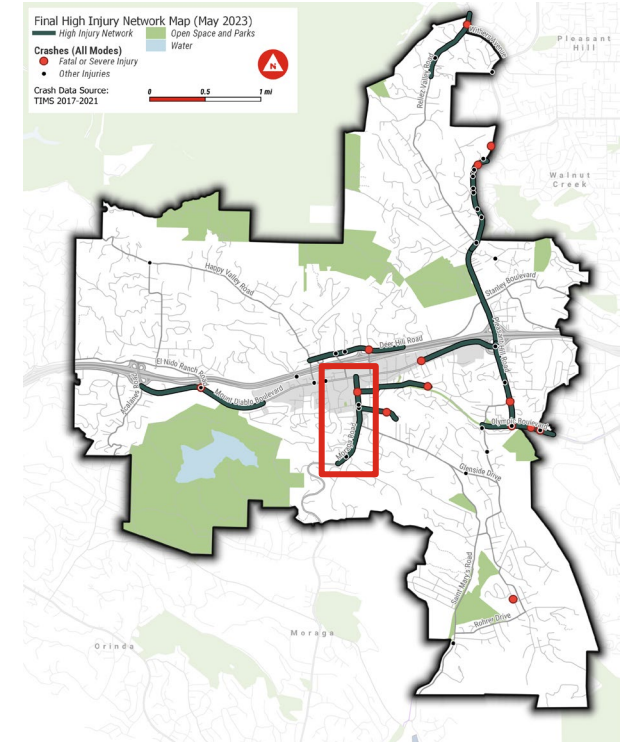 Final High Injury Network Map (May 2023)
High Injury Network
Open Space and Parks
Water
Crashes (All Modes)
Fatal or Severe Injury
Other Injuries
N
Crash Data Source:
TIMS 2017-2021
0 0.5 1 mi
Pleasant
Hill
Reliez Valley Road
Walnut
Creek
Happy Valley Road
Stanley Boulevard
Deer Hill Road
El Nido Ranch Road
Mount Diablo Boulevard
Acalanes
Pleasant Hill Road
Olympic Boulevard
Moraga Road
Glenside Drive
Saint Mary's Road
Rohrer Drive
Moraga
Orinda